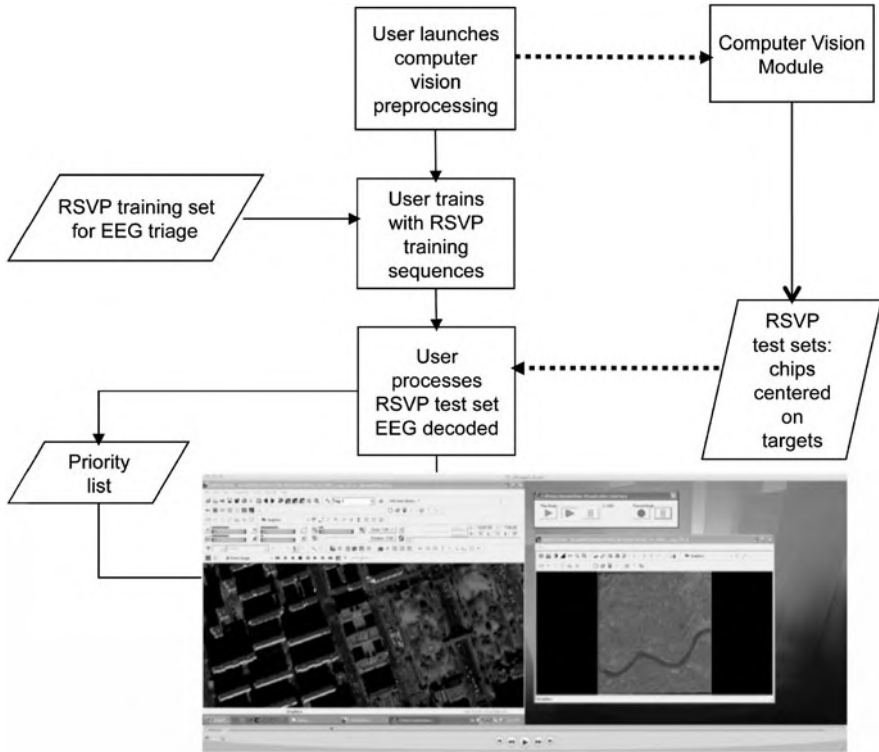 User launches
computer
vision
preprocessing
Computer Vision
Module
RSVP training set
for EEG triage
User trains
with RSVP
training
sequences
RSVP
test sets:
chips
centered
on
targets
User
processes
RSVP test set
EEG decoded
Priority
list